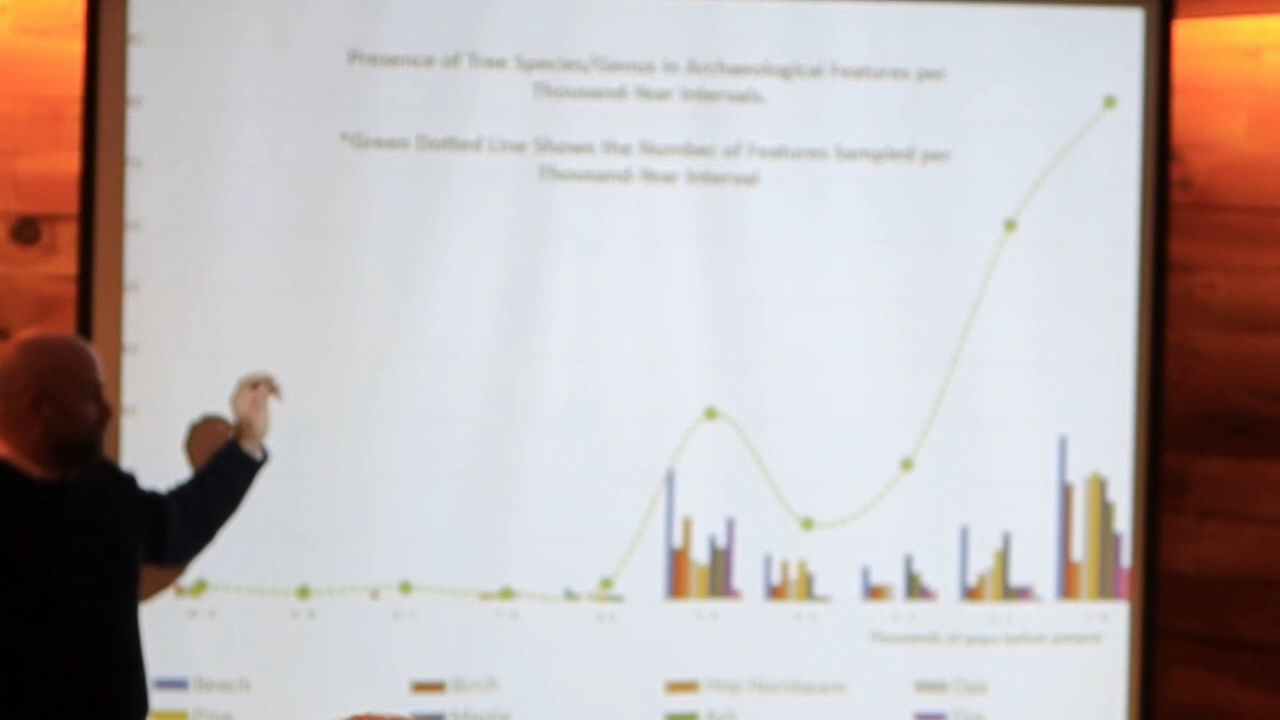 Presence of Tree Species/Genus in Archaeological Features per
Thousand-Year Intervals.
*Green Dotted Line Shows the Number of Features Sampled per
Thousand-Year Interval
Thousands of years before present
Beech Birch Hop Hornbeam Oak
Pine Maple Ash Elm